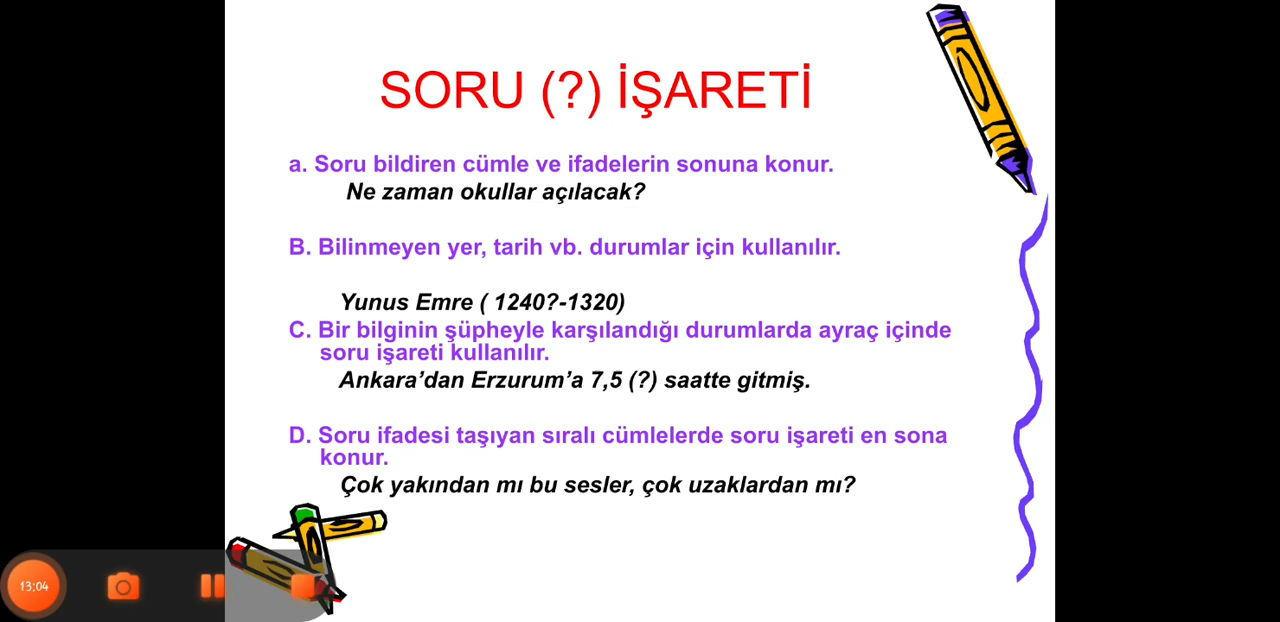 SORU (?) İŞARETİ
a. Soru bildiren cümle ve ifadelerin sonuna konur.
Ne zaman okullar açılacak?
B. Bilinmeyen yer, tarih vb. durumlar için kullanılır.
Yunus Emre ( 1240?-1320)
C. Bir bilginin şüpheyle karşılandığı durumlarda ayraç içinde
soru işareti kullanılır.
Ankara’dan Erzurum’a 7,5 (?) saatte gitmiş.
D. Soru ifadesi taşıyan sıralı cümlelerde soru işareti en sona
konur.
Çok yakından mı bu sesler, çok uzaklardan mı?
13:04